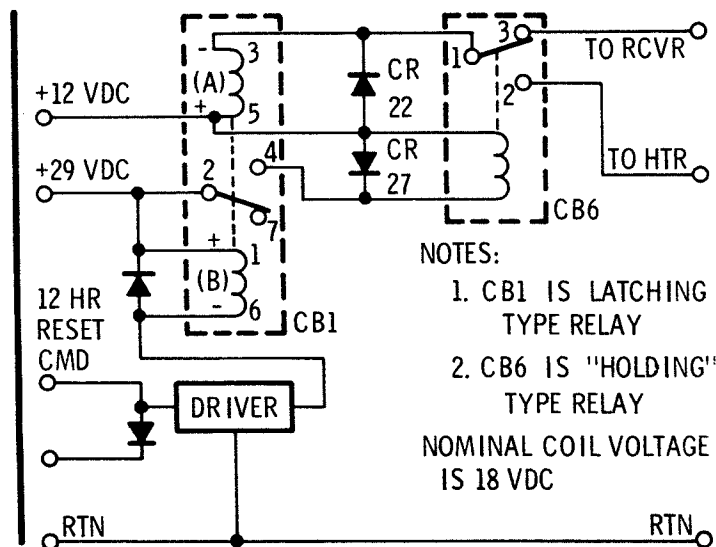 - 3
(A)
+ 5
+12 VDC
+29 VDC
2
4
7
+ 1
(B)
- 6
CB1
CR
22
CR
27
1
3
2
CB6
TO RCVR
TO HTR
12 HR
RESET
CMD
DRIVER
NOTES:
1. CB1 IS LATCHING
TYPE RELAY
2. CB6 IS "HOLDING"
TYPE RELAY
NOMINAL COIL VOLTAGE
IS 18 VDC
RTN
RTN